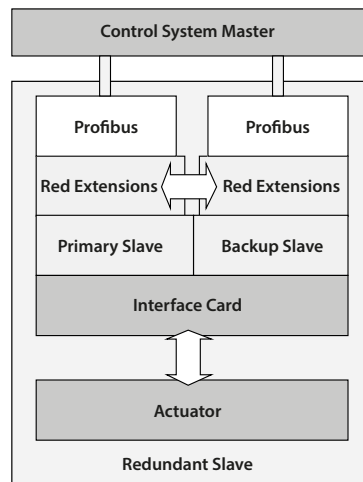 Control System Master
Profibus
Profibus
Red Extensions
Red Extensions
Primary Slave
Backup Slave
Interface Card
Actuator
Redundant Slave